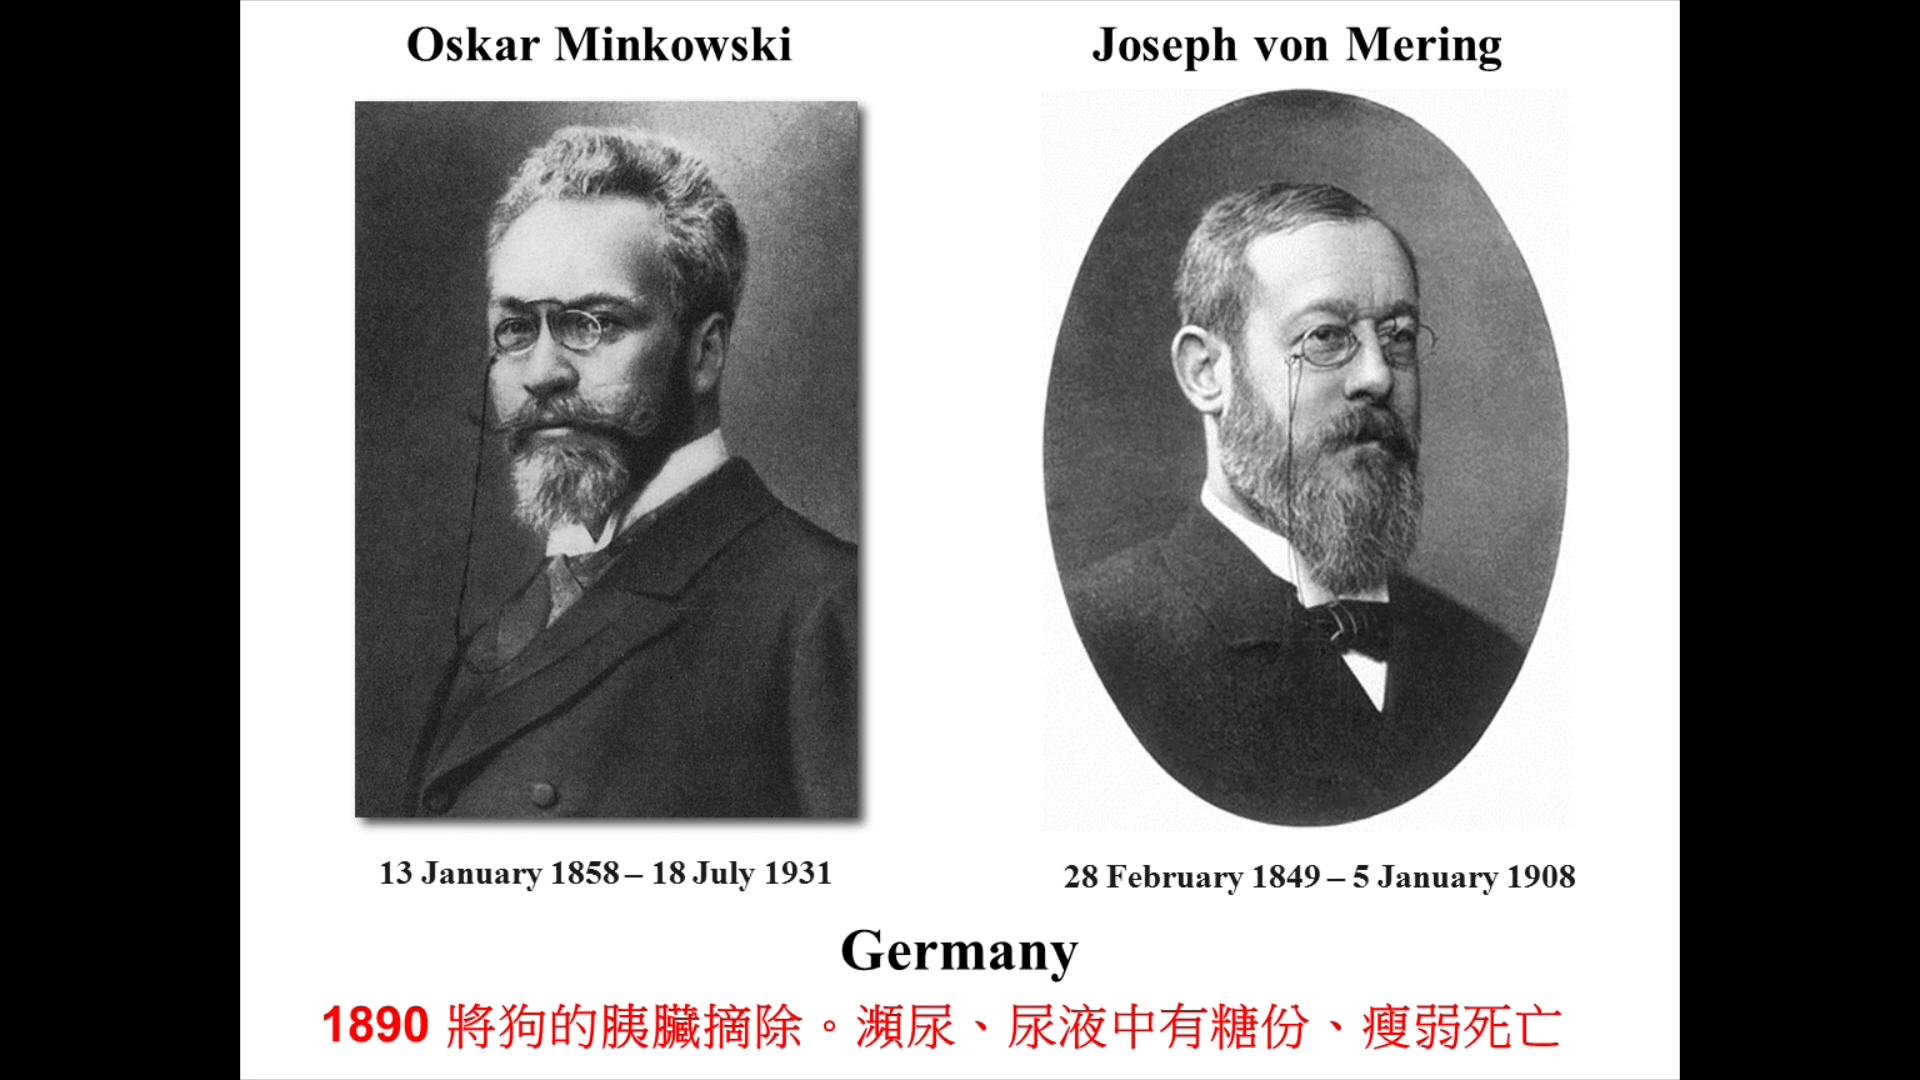 Oskar Minkowski
Joseph von Mering
13 January 1858 – 18 July 1931
28 February 1849 – 5 January 1908
Germany
1890 將狗的胰臟摘除。瀕尿、尿液中有糖份、瘦弱死亡